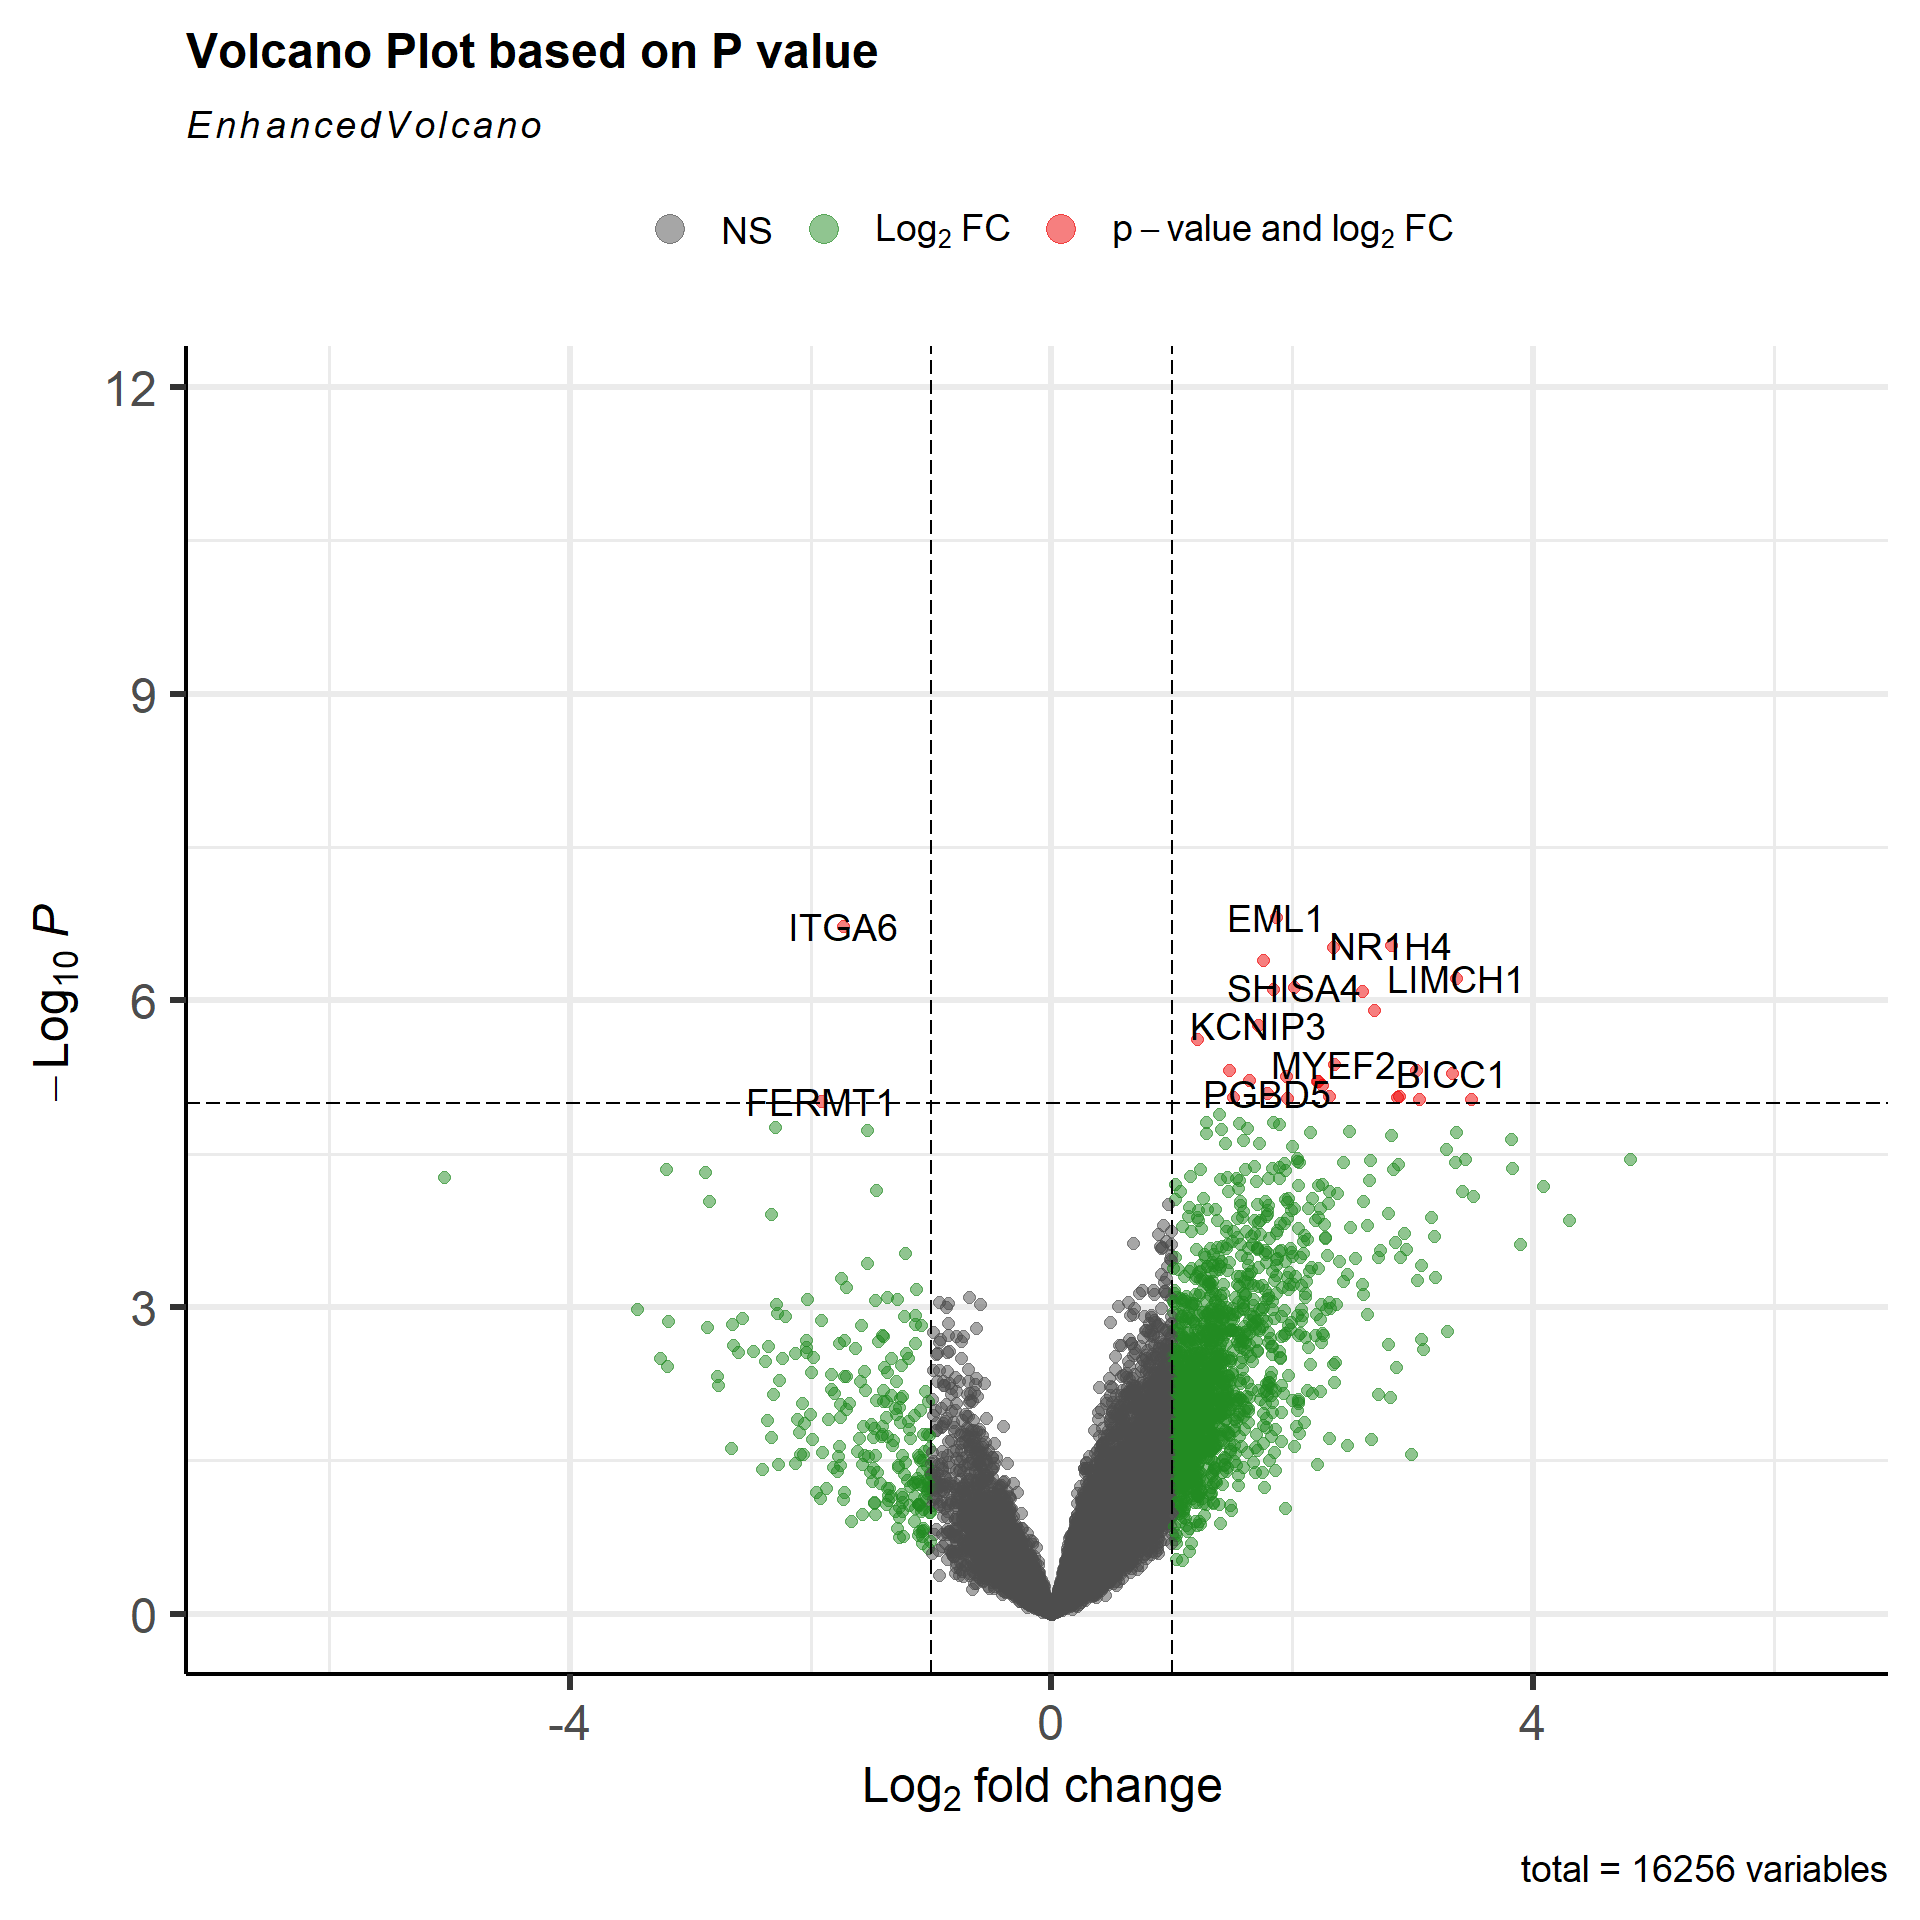 Volcano Plot based on P value
EnhancedVolcano
NS Log₂ FC p – value and log₂ FC
12
9
6
3
0
–Log₁₀ P
EML1
ITGA6
NR1H4
LIMCH1
SHISA4
KCNIP3
MYEF2
BICC1
PGBD5
FERMT1
-4 0 4
Log₂ fold change
total = 16256 variables